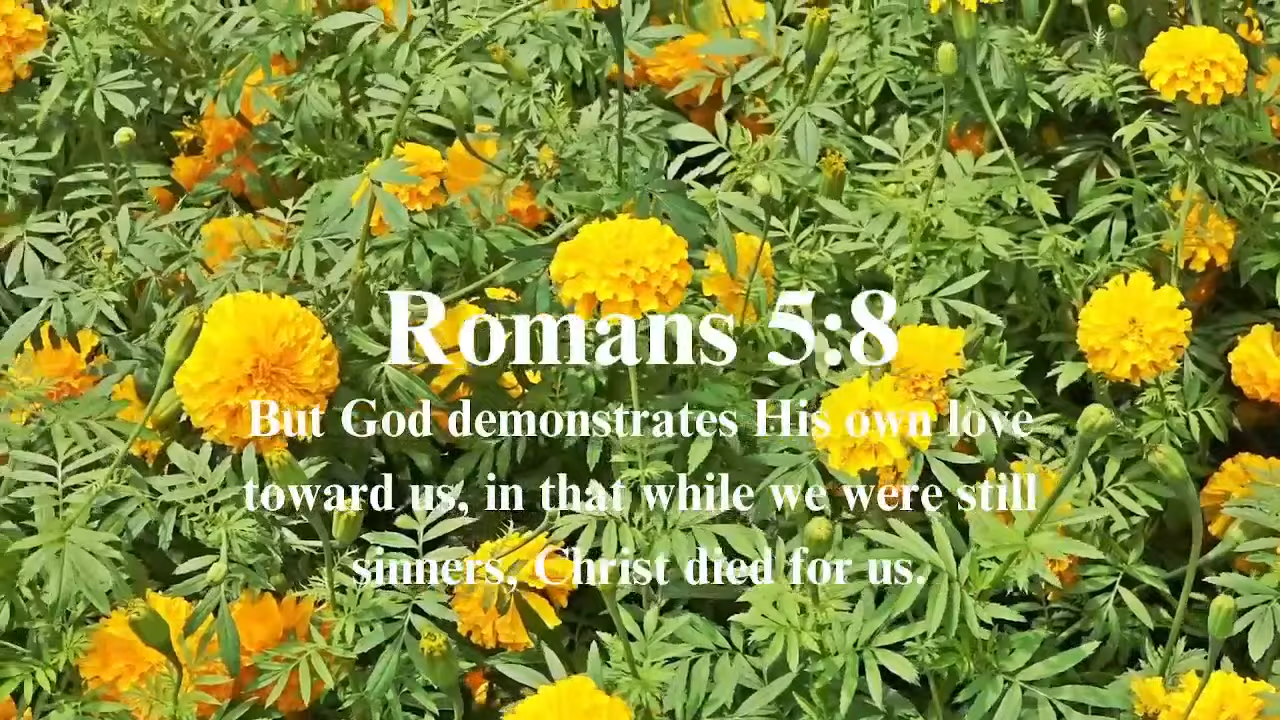 Romans 5:8
But God demonstrates His own love
toward us, in that while we were still
sinners, Christ died for us.